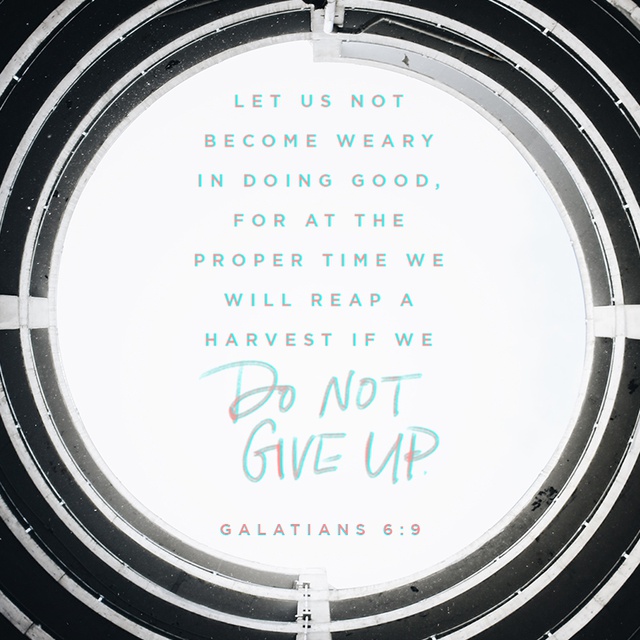 LET US NOT
BECOME WEARY
IN DOING GOOD,
FOR AT THE
PROPER TIME WE
WILL REAP A
HARVEST IF WE
DO NOT
GIVE UP.
GALATIANS 6:9